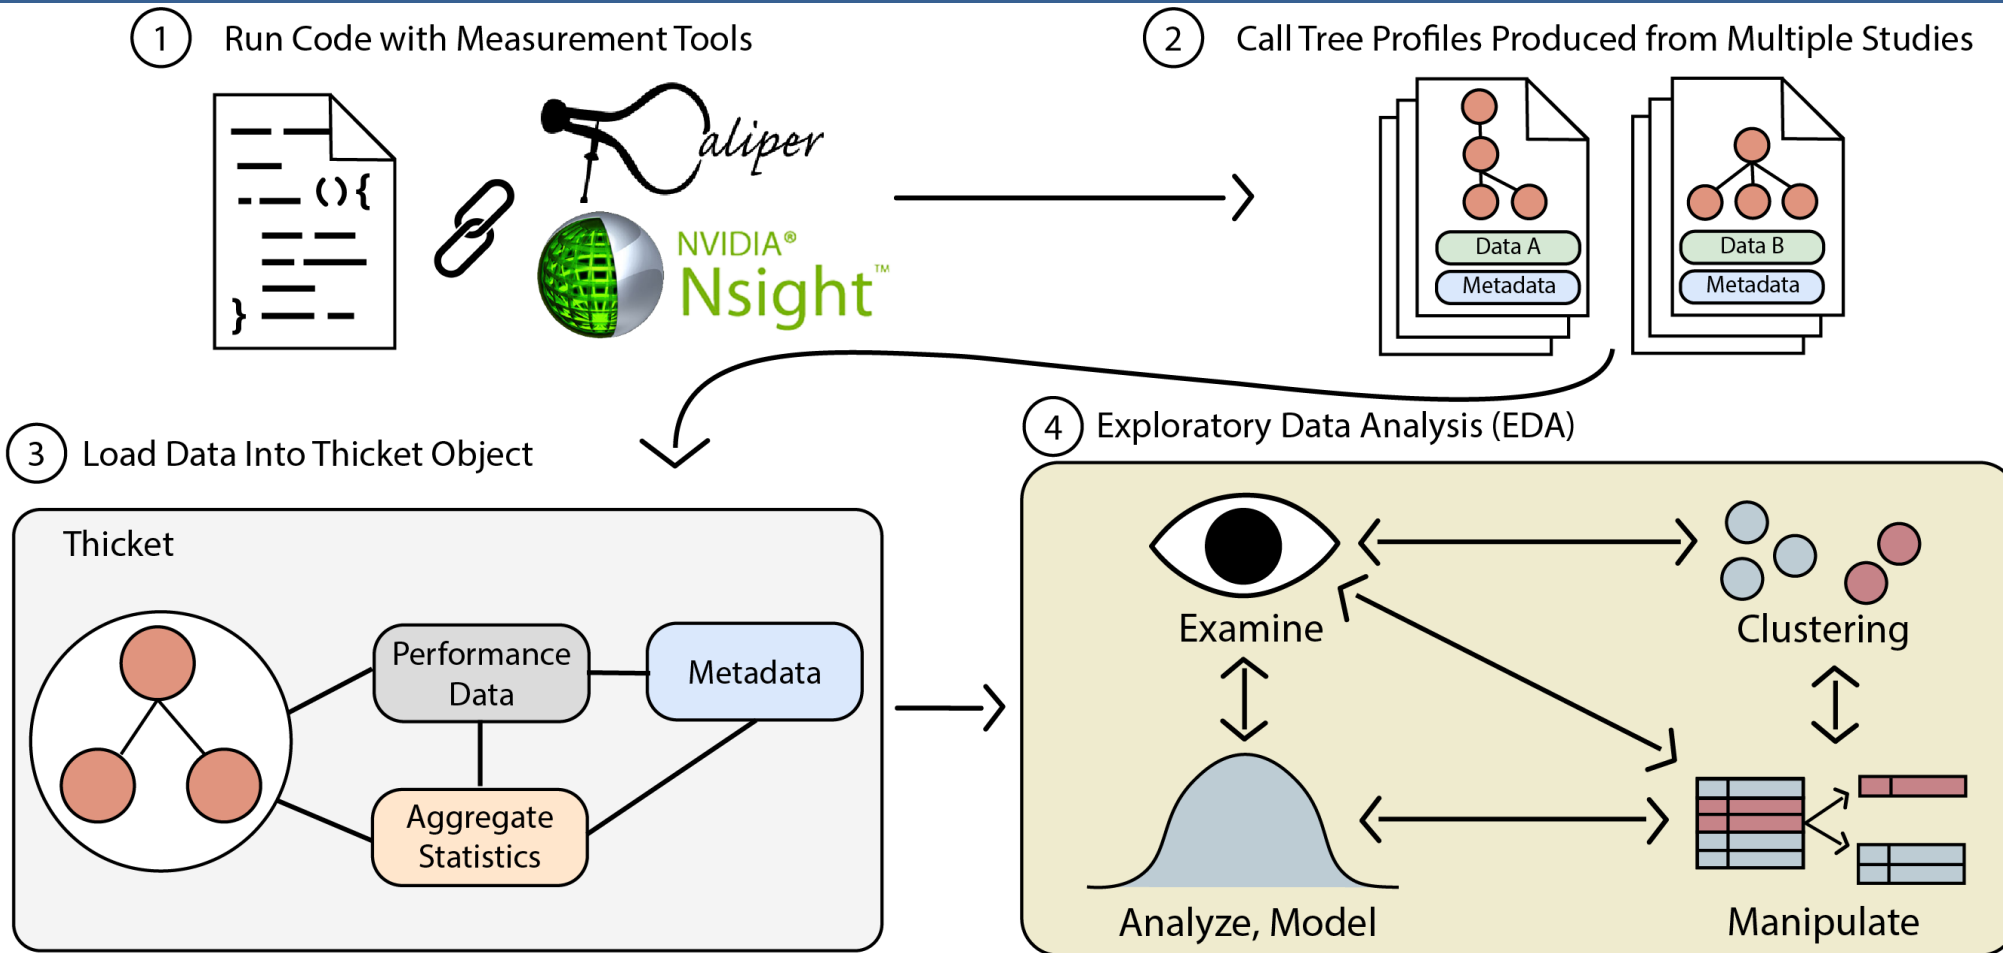 1 Run Code with Measurement Tools
2 Call Tree Profiles Produced from Multiple Studies
(){
}
aliper
NVIDIA®
Nsight™
Data A
Metadata
Data B
Metadata
3 Load Data Into Thicket Object
4 Exploratory Data Analysis (EDA)
Thicket
Performance
Data
Metadata
Aggregate
Statistics
Examine
Clustering
Analyze, Model
Manipulate